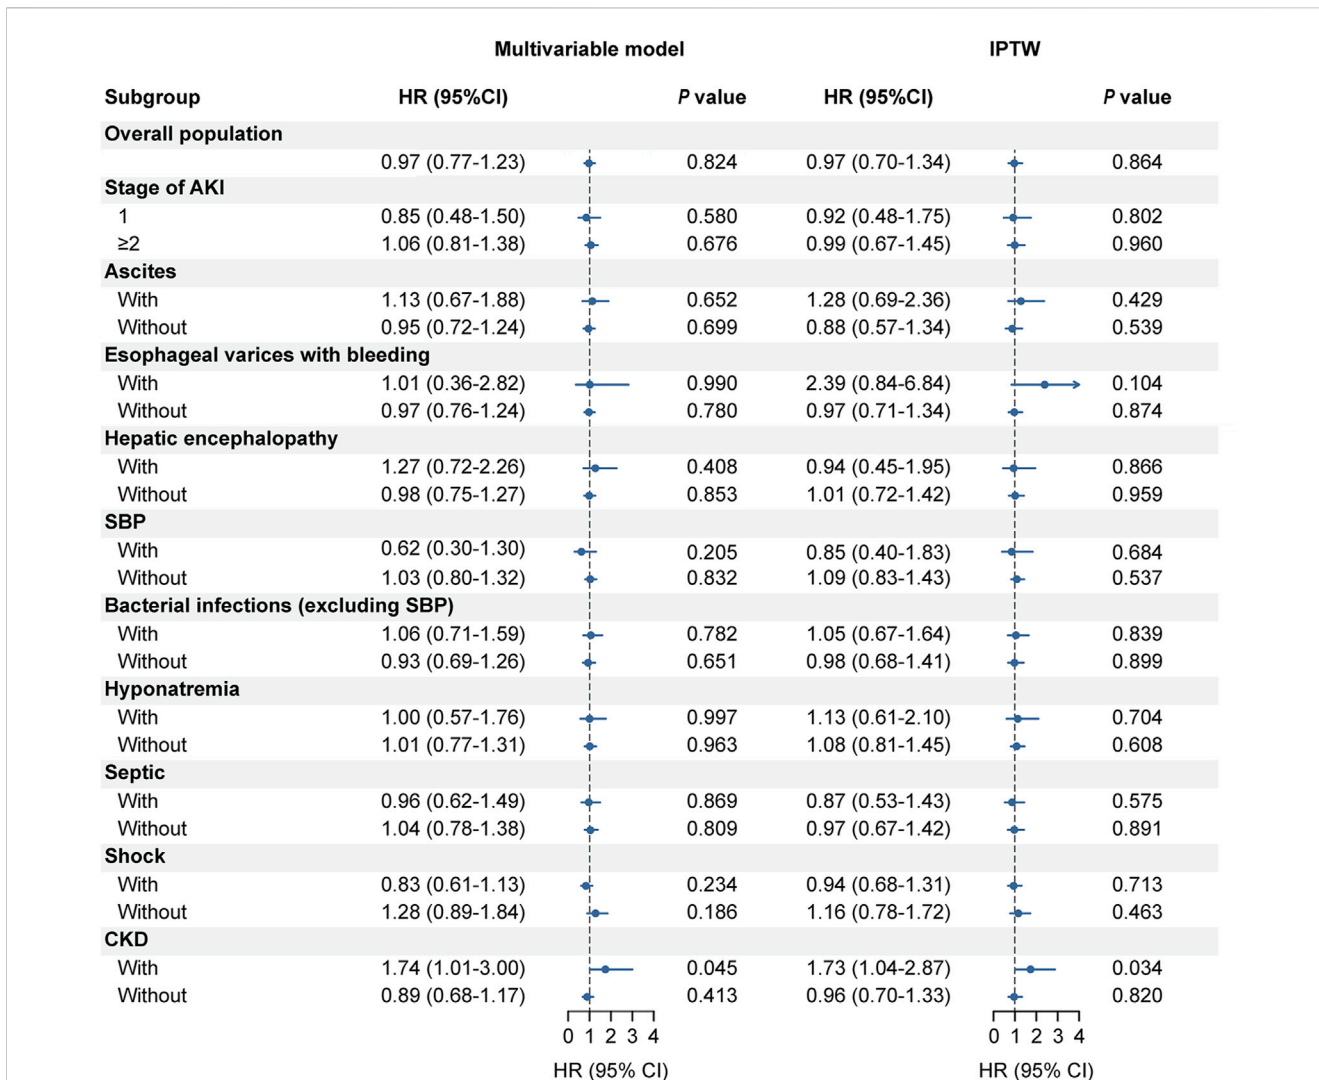 Multivariable model IPTW
Subgroup HR (95%CI) P value HR (95%CI) P value
Overall population
0.97 (0.77-1.23) 0.824 0.97 (0.70-1.34) 0.864
Stage of AKI
1 0.85 (0.48-1.50) 0.580 0.92 (0.48-1.75) 0.802
≥2 1.06 (0.81-1.38) 0.676 0.99 (0.67-1.45) 0.960
Ascites
With 1.13 (0.67-1.88) 0.652 1.28 (0.69-2.36) 0.429
Without 0.95 (0.72-1.24) 0.699 0.88 (0.57-1.34) 0.539
Esophageal varices with bleeding
With 1.01 (0.36-2.82) 0.990 2.39 (0.84-6.84) 0.104
Without 0.97 (0.76-1.24) 0.780 0.97 (0.71-1.34) 0.874
Hepatic encephalopathy
With 1.27 (0.72-2.26) 0.408 0.94 (0.45-1.95) 0.866
Without 0.98 (0.75-1.27) 0.853 1.01 (0.72-1.42) 0.959
SBP
With 0.62 (0.30-1.30) 0.205 0.85 (0.40-1.83) 0.684
Without 1.03 (0.80-1.32) 0.832 1.09 (0.83-1.43) 0.537
Bacterial infections (excluding SBP)
With 1.06 (0.71-1.59) 0.782 1.05 (0.67-1.64) 0.839
Without 0.93 (0.69-1.26) 0.651 0.98 (0.68-1.41) 0.899
Hyponatremia
With 1.00 (0.57-1.76) 0.997 1.13 (0.61-2.10) 0.704
Without 1.01 (0.77-1.31) 0.963 1.08 (0.81-1.45) 0.608
Septic
With 0.96 (0.62-1.49) 0.869 0.87 (0.53-1.43) 0.575
Without 1.04 (0.78-1.38) 0.809 0.97 (0.67-1.42) 0.891
Shock
With 0.83 (0.61-1.13) 0.234 0.94 (0.68-1.31) 0.713
Without 1.28 (0.89-1.84) 0.186 1.16 (0.78-1.72) 0.463
CKD
With 1.74 (1.01-3.00) 0.045 1.73 (1.04-2.87) 0.034
Without 0.89 (0.68-1.17) 0.413 0.96 (0.70-1.33) 0.820
0 1 2 3 4 0 1 2 3 4
HR (95% CI) HR (95% CI)